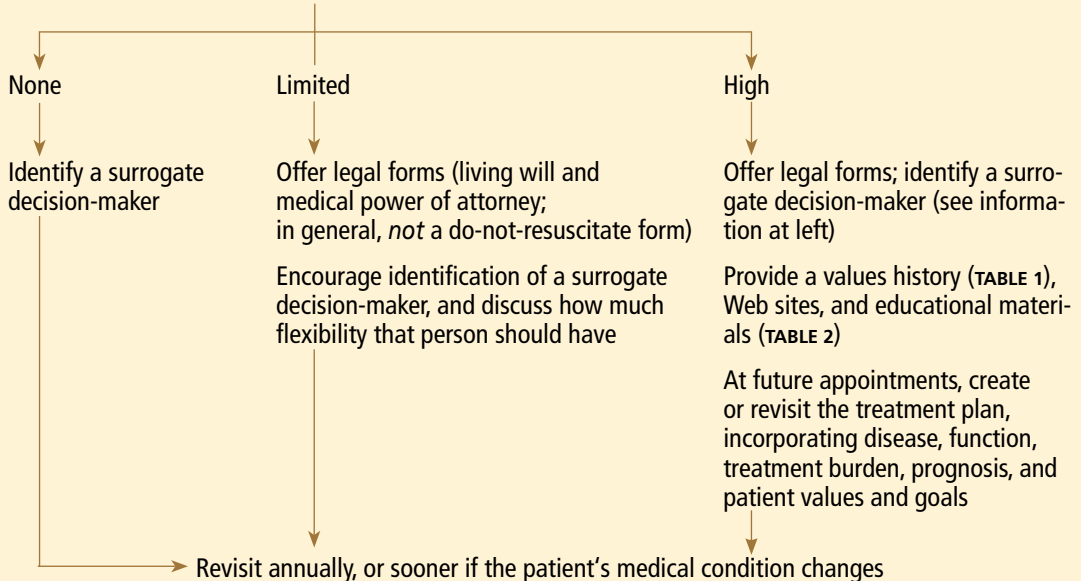 None
Limited
High
Identify a surrogate
decision-maker
Offer legal forms (living will and
medical power of attorney;
in general, not a do-not-resuscitate form)
Encourage identification of a surrogate
decision-maker, and discuss how much
flexibility that person should have
Offer legal forms; identify a surro-
gate decision-maker (see informa-
tion at left)
Provide a values history (TABLE 1),
Web sites, and educational materi-
als (TABLE 2)
At future appointments, create
or revisit the treatment plan,
incorporating disease, function,
treatment burden, prognosis, and
patient values and goals
Revisit annually, or sooner if the patient’s medical condition changes